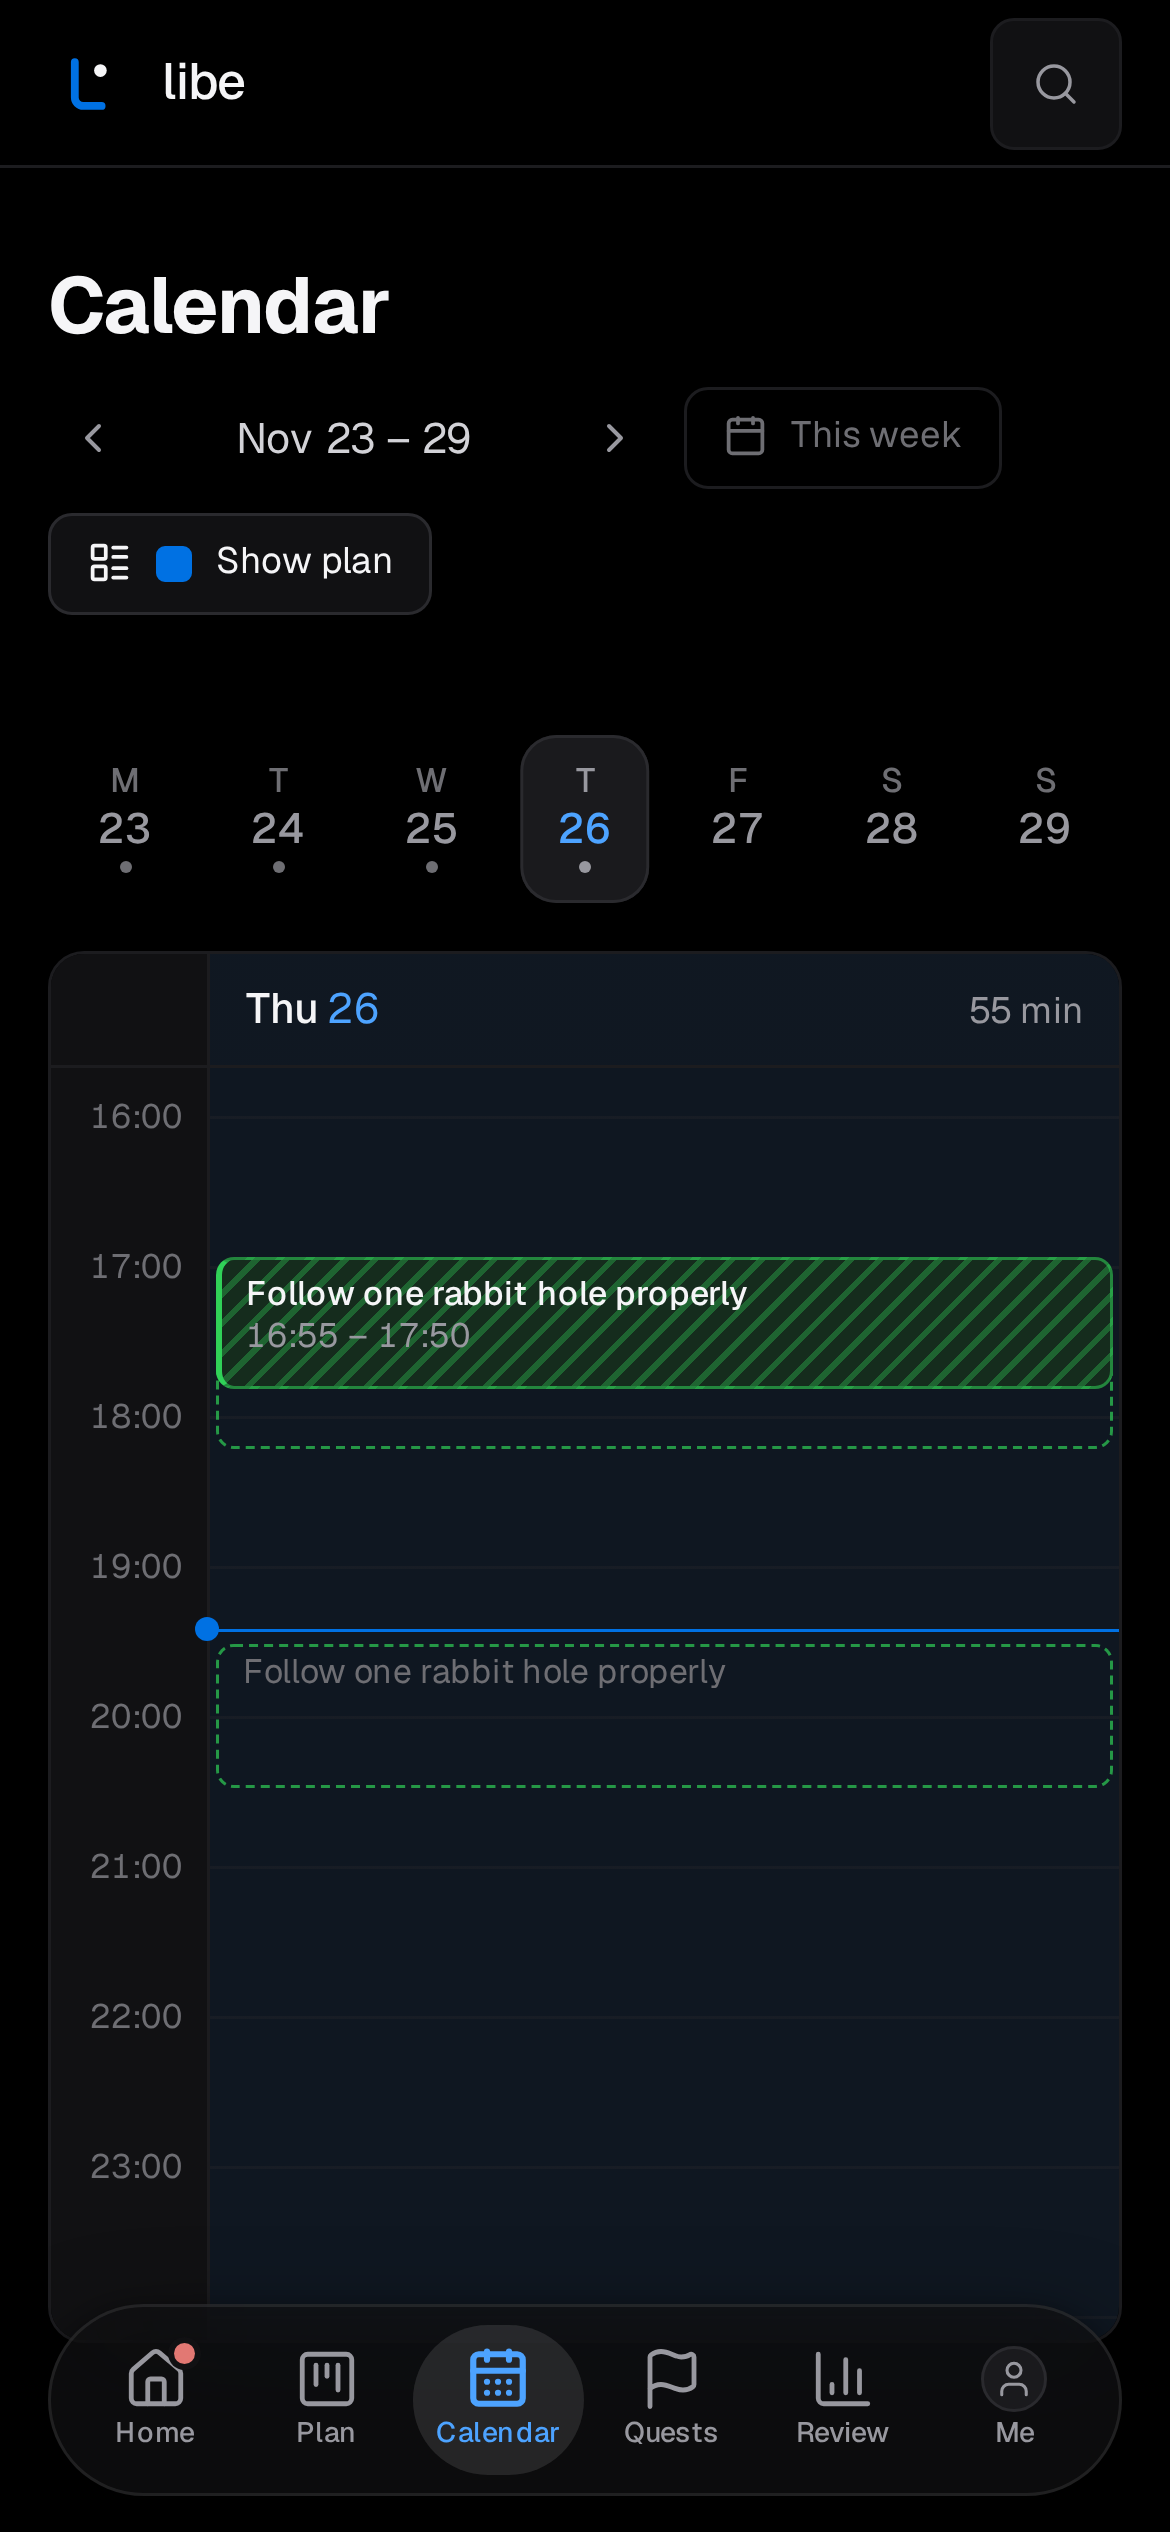 libe
Calendar
Nov 23 – 29
This week
Show plan
M T W T F S S
23 24 25 26 27 28 29
Thu 26 55 min
16:00
17:00
Follow one rabbit hole properly
16:55 – 17:50
18:00
19:00
Follow one rabbit hole properly
20:00
21:00
22:00
23:00
Home Plan Calendar Quests Review Me